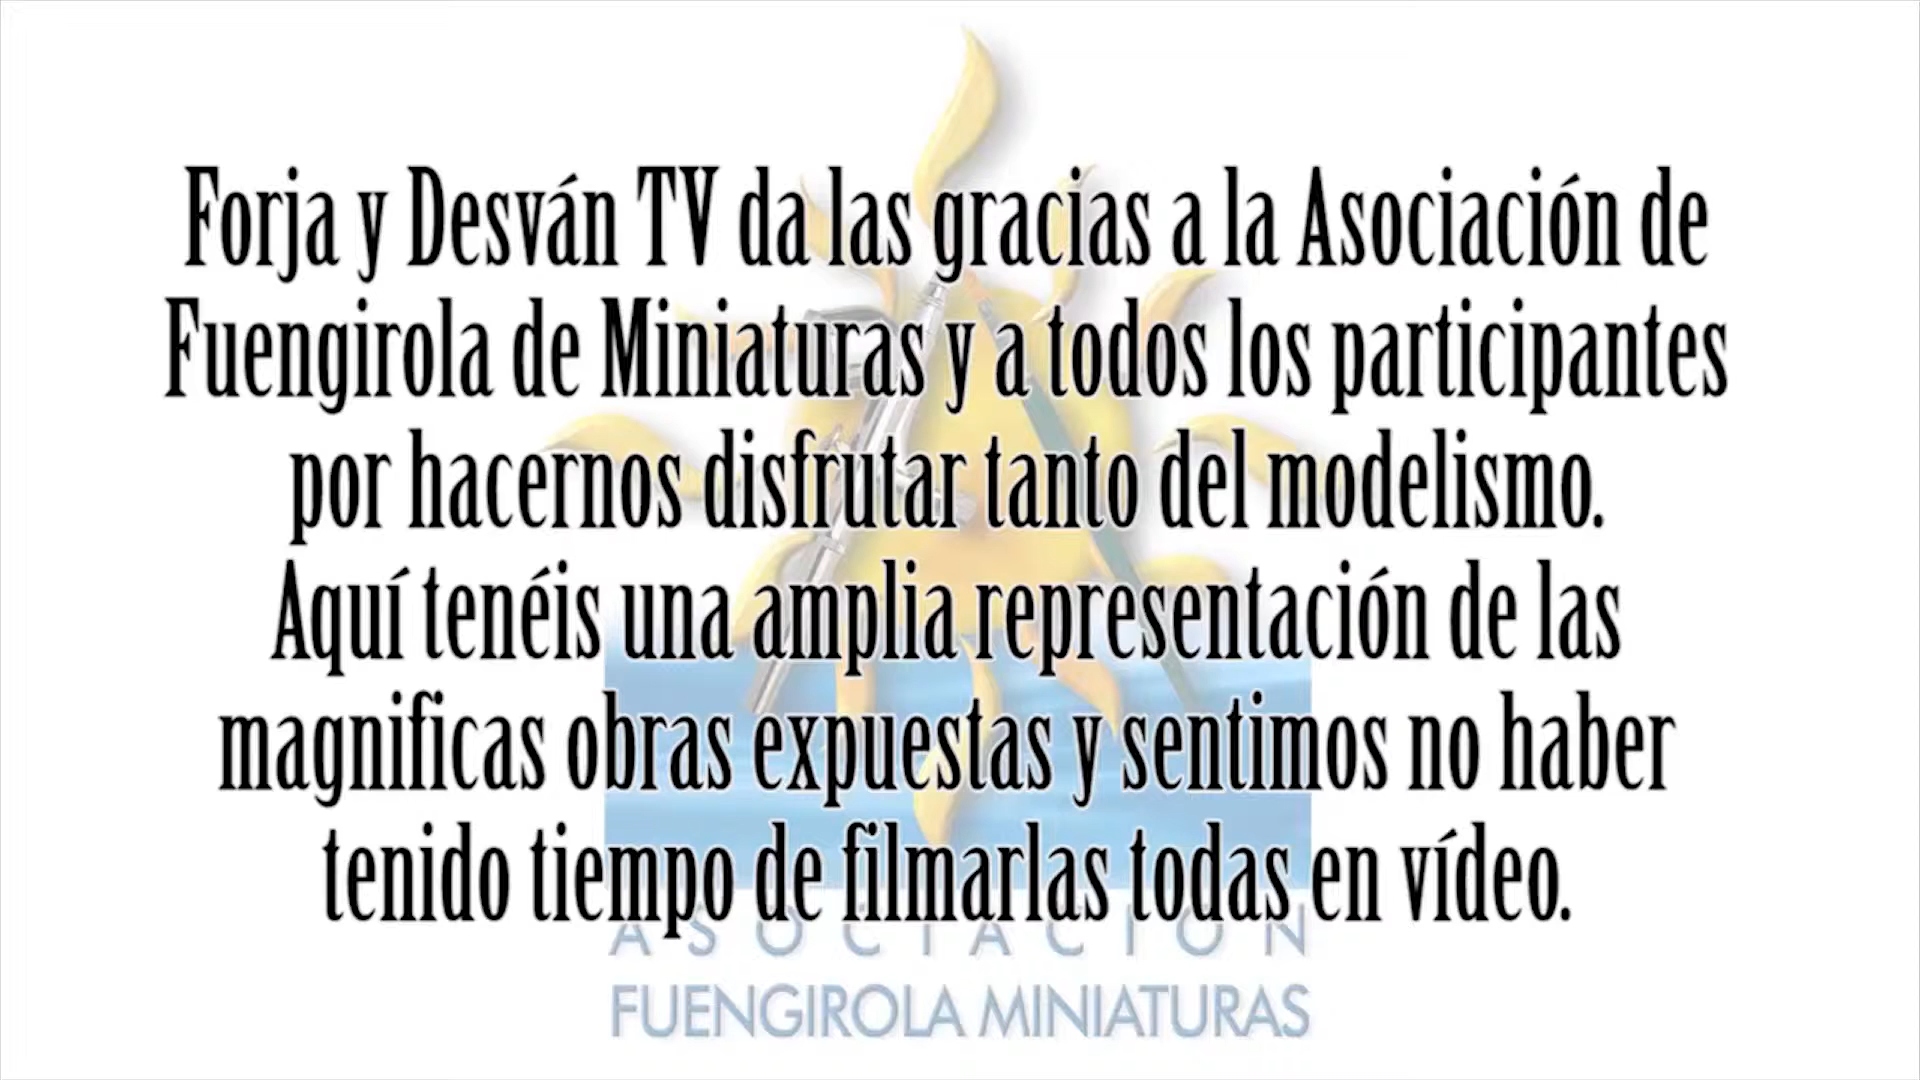 Forja y Desván TV da las gracias a la Asociación de
Fuengirola de Miniaturas y a todos los participantes
por hacernos disfrutar tanto del modelismo.
Aquí tenéis una amplia representación de las
magnificas obras expuestas y sentimos no haber
tenido tiempo de filmarlas todas en vídeo.
ASOCIACIÓN
FUENGIROLA MINIATURAS